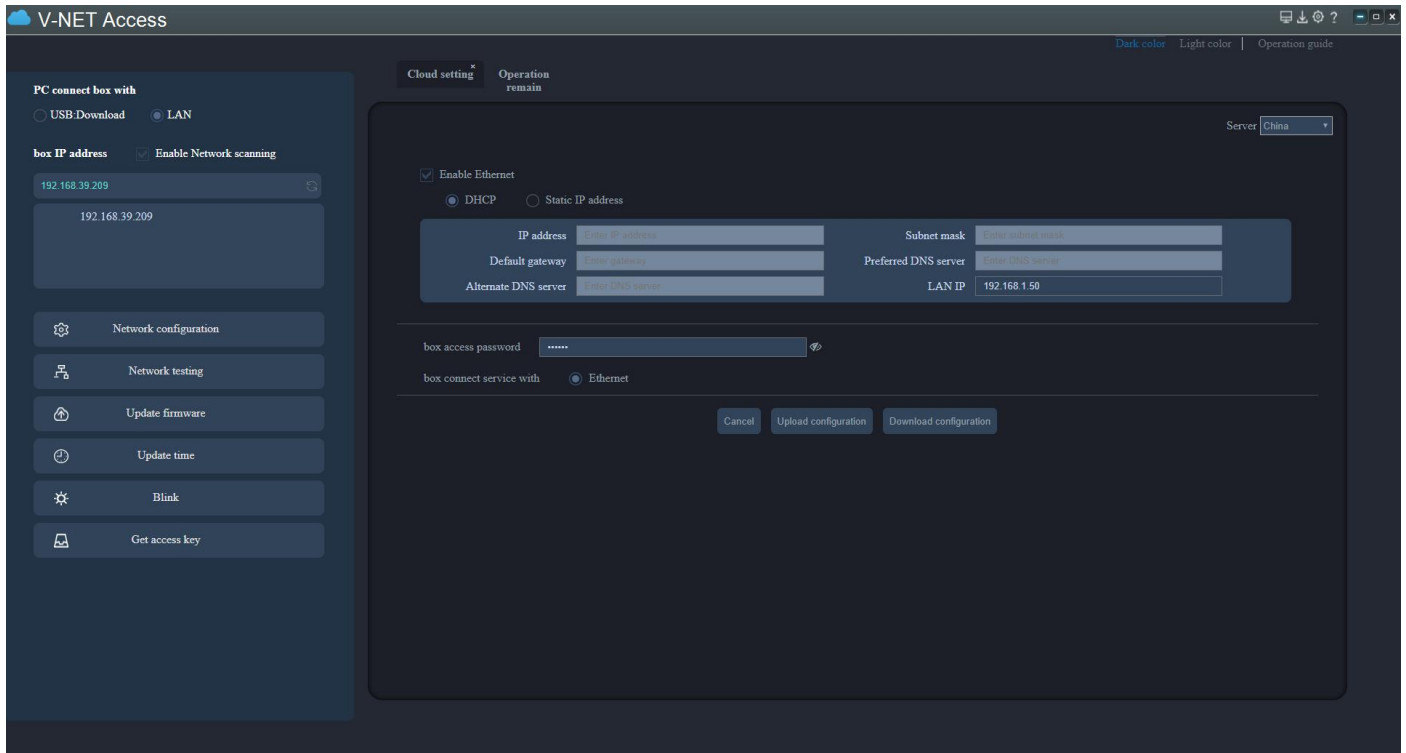 V-NET Access
?
Dark color Light color | Operation guide
PC connect box with
USB:Download LAN
box IP address Enable Network scanning
192.168.39.209
192.168.39.209
Network configuration
Network testing
Update firmware
Update time
Blink
Get access key
Cloud setting
Operation
remain
Server China
Enable Ethernet
DHCP Static IP address
IP address Enter IP address Subnet mask Enter subnet mask
Default gateway Enter gateway Preferred DNS server Enter DNS server
Alternate DNS server Enter DNS server LAN IP 192.168.1.50
box access password ••••••
box connect service with Ethernet
Cancel Upload configuration Download configuration